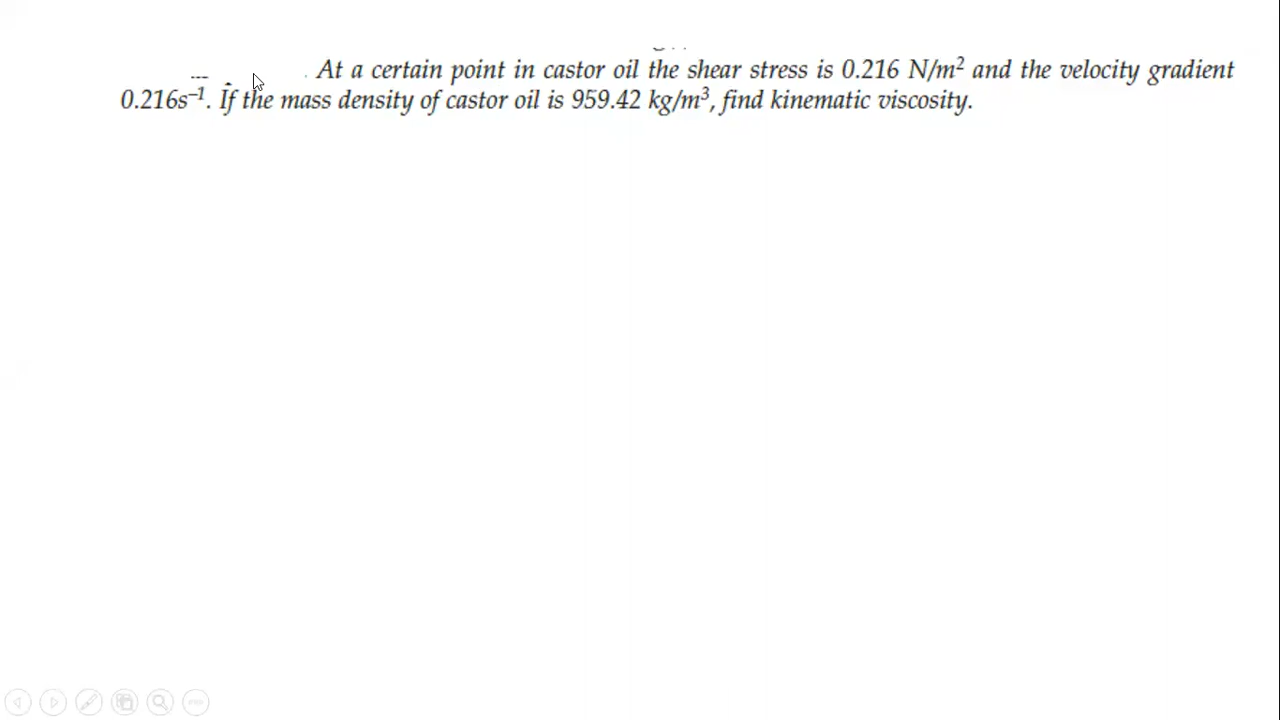 At a certain point in castor oil the shear stress is 0.216 N/m² and the velocity gradient
0.216s⁻¹. If the mass density of castor oil is 959.42 kg/m³, find kinematic viscosity.